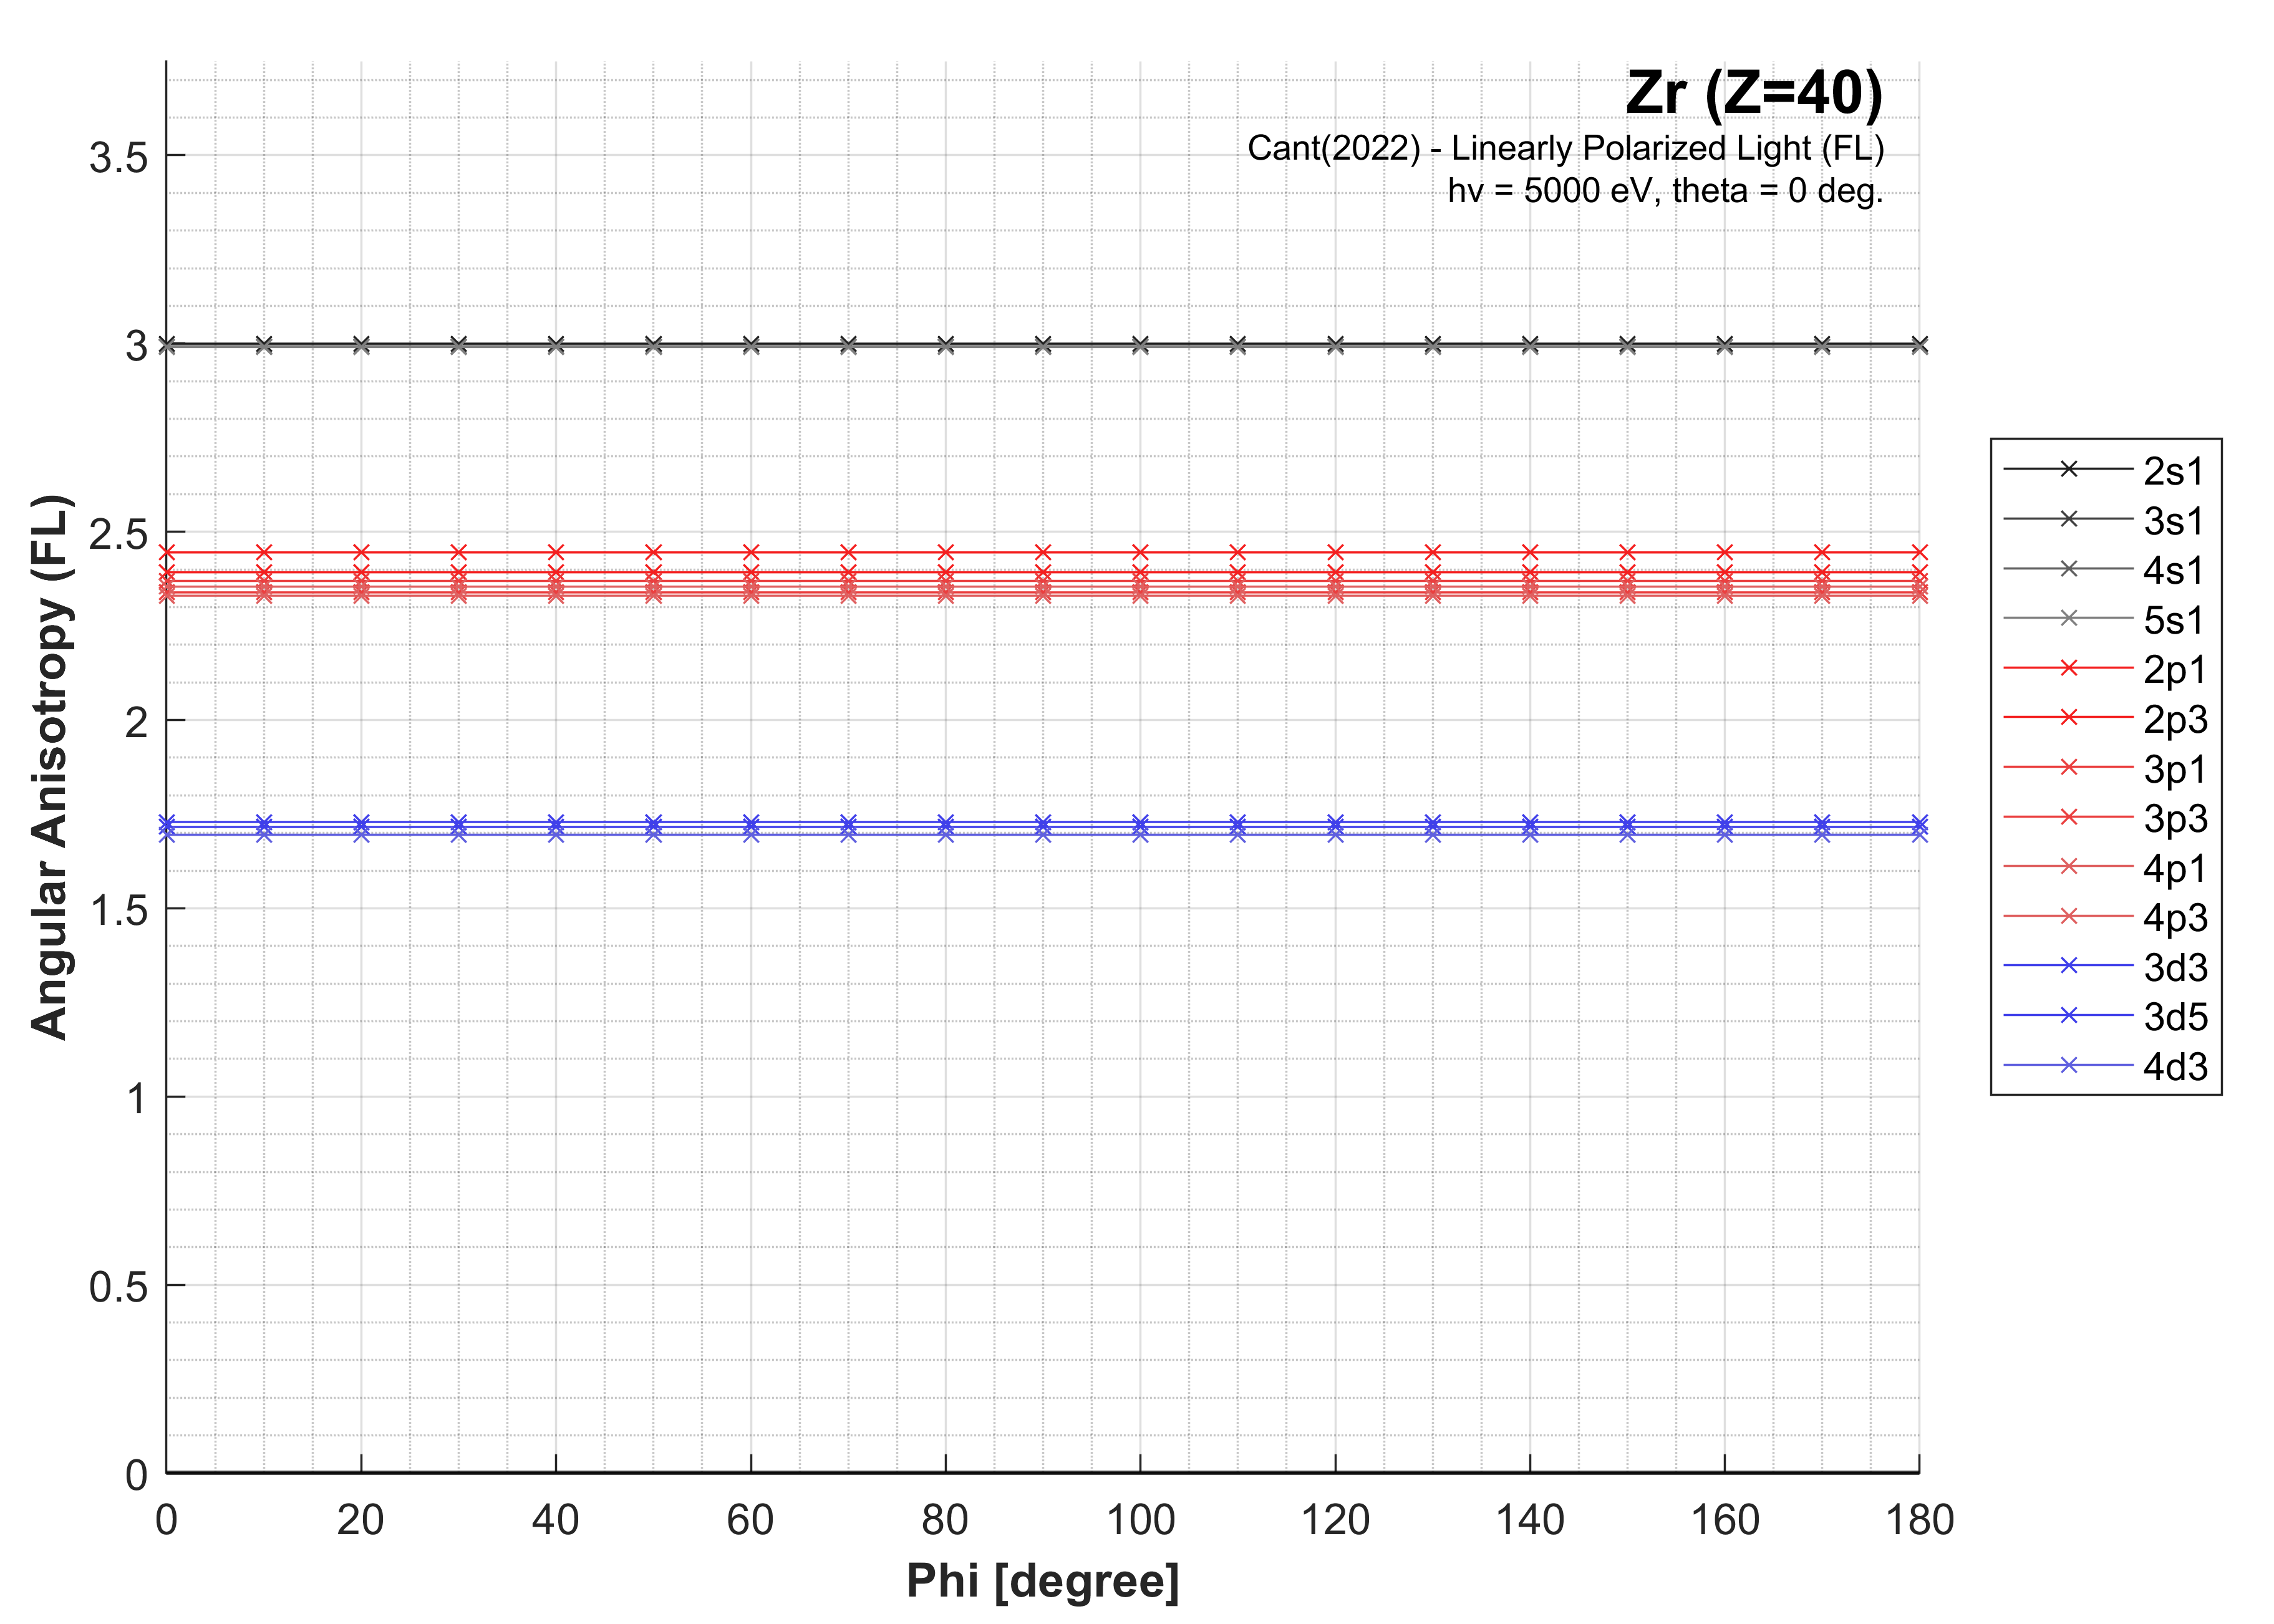 Zr (Z=40)
Cant(2022) - Linearly Polarized Light (FL)
hv = 5000 eV, theta = 0 deg.
3.5
3
2.5
2
1.5
1
0.5
0
Angular Anisotropy (FL)
0 20 40 60 80 100 120 140 160 180
Phi [degree]
2s1
3s1
4s1
5s1
2p1
2p3
3p1
3p3
4p1
4p3
3d3
3d5
4d3